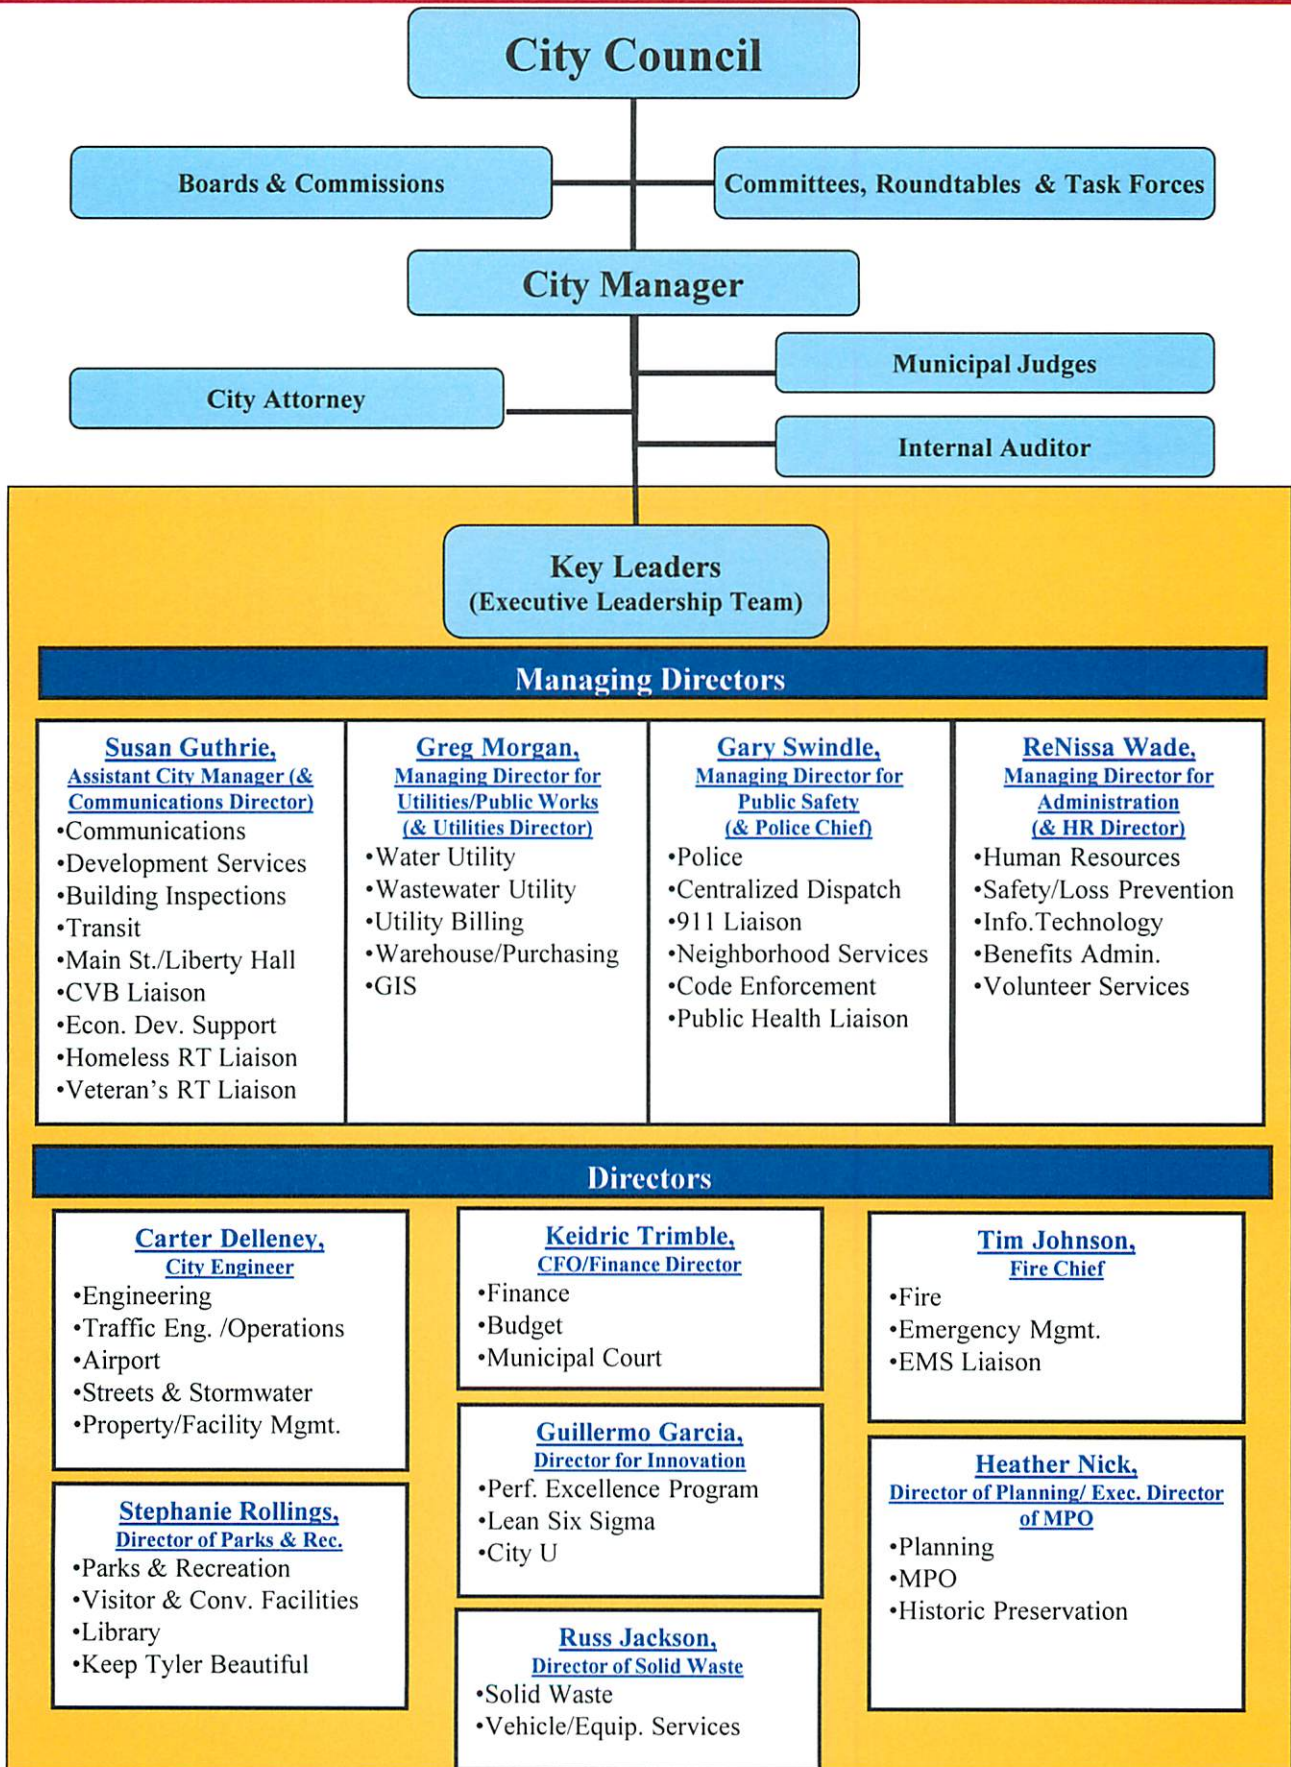 City Council
Boards & Commissions
Committees, Roundtables & Task Forces
City Manager
Municipal Judges
City Attorney
Internal Auditor
Key Leaders
(Executive Leadership Team)
Managing Directors
Susan Guthrie,
Assistant City Manager (&
Communications Director)
•Communications
•Development Services
•Building Inspections
•Transit
•Main St./Liberty Hall
•CVB Liaison
•Econ. Dev. Support
•Homeless RT Liaison
•Veteran's RT Liaison
Greg Morgan,
Managing Director for
Utilities/Public Works
(& Utilities Director)
•Water Utility
•Wastewater Utility
•Utility Billing
•Warehouse/Purchasing
•GIS
Gary Swindle,
Managing Director for
Public Safety
(& Police Chief)
•Police
•Centralized Dispatch
•911 Liaison
•Neighborhood Services
•Code Enforcement
•Public Health Liaison
ReNissa Wade,
Managing Director for
Administration
(& HR Director)
•Human Resources
•Safety/Loss Prevention
•Info.Technology
•Benefits Admin.
•Volunteer Services
Directors
Carter Delleney,
City Engineer
•Engineering
•Traffic Eng. /Operations
•Airport
•Streets & Stormwater
•Property/Facility Mgmt.
Stephanie Rollings,
Director of Parks & Rec.
•Parks & Recreation
•Visitor & Conv. Facilities
•Library
•Keep Tyler Beautiful
Keidric Trimble,
CFO/Finance Director
•Finance
•Budget
•Municipal Court
Guillermo Garcia,
Director for Innovation
•Perf. Excellence Program
•Lean Six Sigma
•City U
Russ Jackson,
Director of Solid Waste
•Solid Waste
•Vehicle/Equip. Services
Tim Johnson,
Fire Chief
•Fire
•Emergency Mgmt.
•EMS Liaison
Heather Nick,
Director of Planning/ Exec. Director
of MPO
•Planning
•MPO
•Historic Preservation